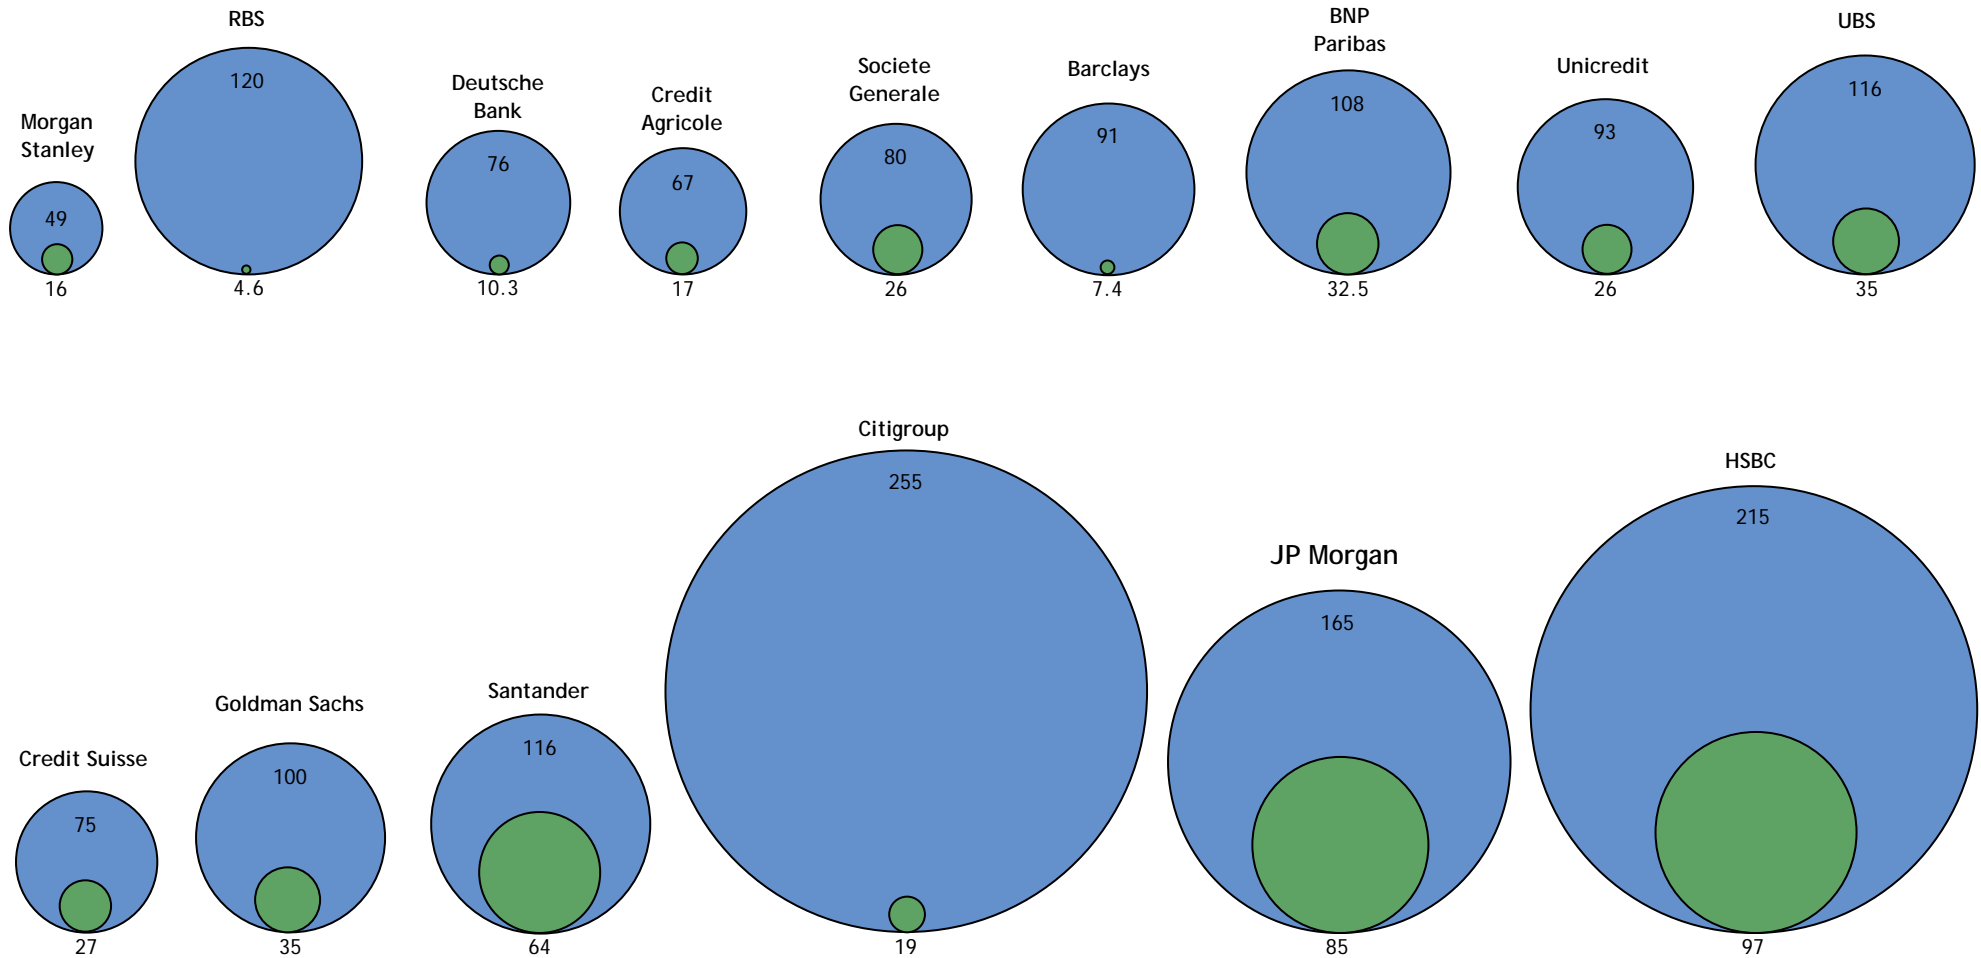 RBS
120
4.6
Morgan
Stanley
49
16
Deutsche
Bank
76
10.3
Credit
Agricole
67
17
Societe
Generale
80
26
Barclays
91
7.4
BNP
Paribas
108
32.5
Unicredit
93
26
UBS
116
35
Credit Suisse
75
27
Goldman Sachs
100
35
Santander
116
64
Citigroup
255
19
JP Morgan
165
85
HSBC
215
97